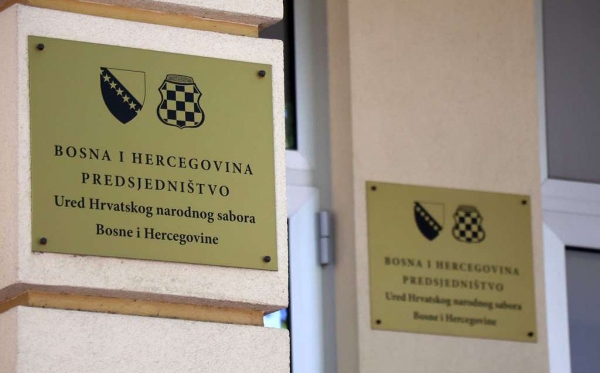 BOSNA I HERCEGOVINA
PREDSJEDNIŠTVO
Ured Hrvatskog narodnog sabora
Bosne i Hercegovine
BOSNA I HERCEGOVINA
PREDSJEDNIŠTVO
Ured Hrvatskog narodnog sabora
Bosne i Hercegovine